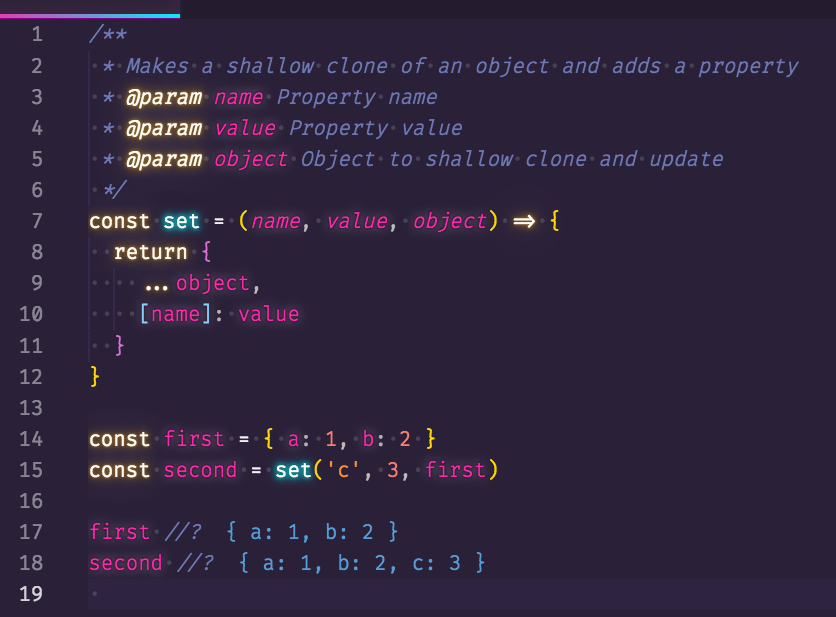 1 /**
2  * Makes a shallow clone of an object and adds a property
3  * @param name Property name
4  * @param value Property value
5  * @param object Object to shallow clone and update
6  */
7 const set = (name, value, object) => {
8   return {
9     ...object,
10     [name]: value
11   }
12 }
13
14 const first = { a: 1, b: 2 }
15 const second = set('c', 3, first)
16
17 first //?  { a: 1, b: 2 }
18 second //?  { a: 1, b: 2, c: 3 }
19